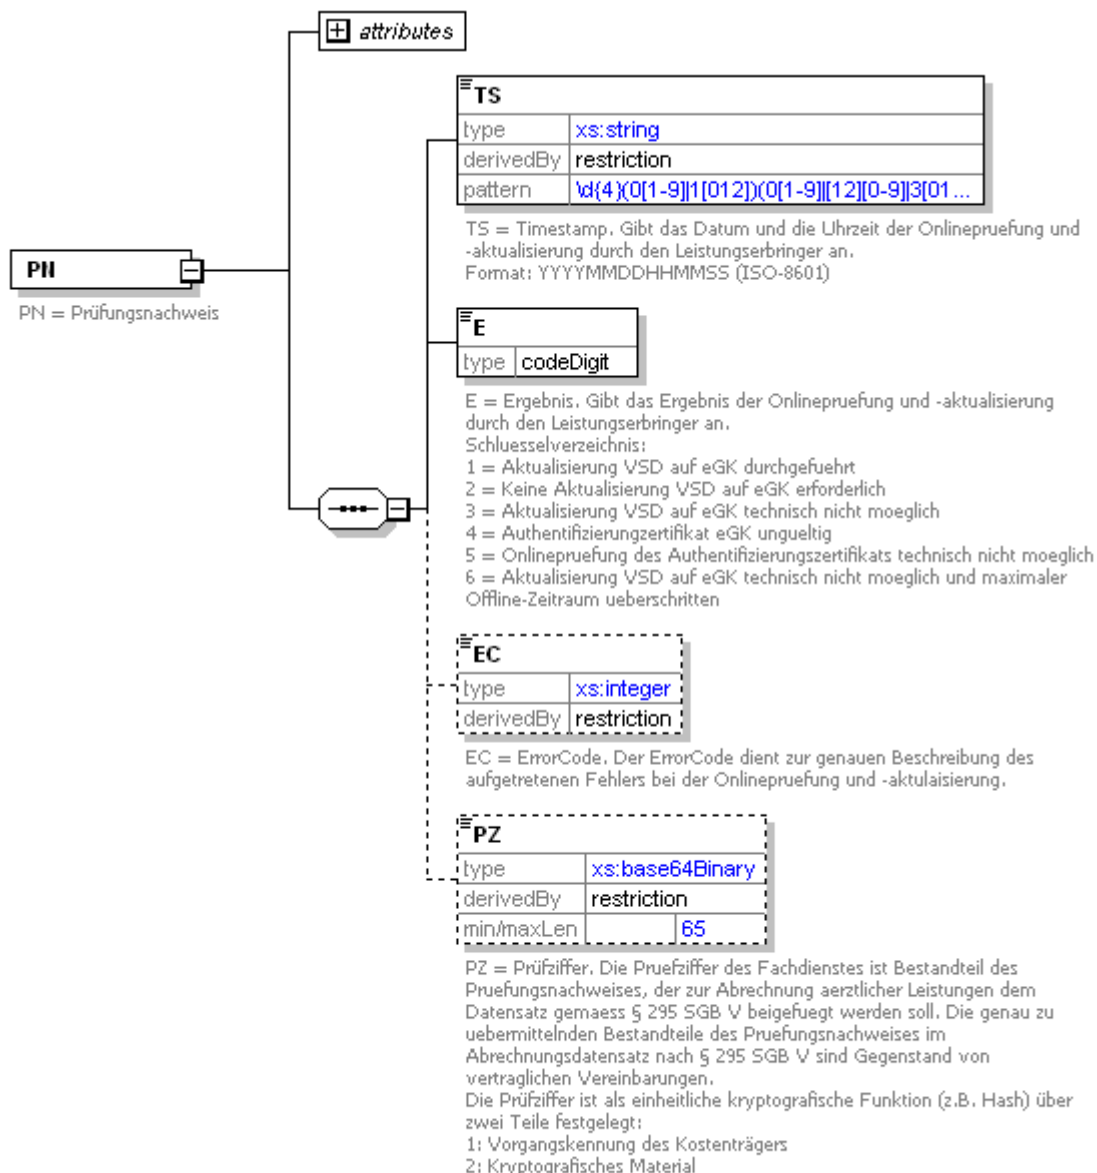 attributes
TS
type xs:string
derivedBy restriction
pattern \d{4}(0[1-9]|1[012])(0[1-9]|[12][0-9]|3[01...
TS = Timestamp. Gibt das Datum und die Uhrzeit der Onlinepruefung und
-aktualisierung durch den Leistungserbringer an.
Format: YYYYMMDDHHMMSS (ISO-8601)
PN
PN = Prüfungsnachweis
E
type codeDigit
E = Ergebnis. Gibt das Ergebnis der Onlinepruefung und -aktualisierung
durch den Leistungserbringer an.
Schluesselverzeichnis:
1 = Aktualisierung VSD auf eGK durchgefuehrt
2 = Keine Aktualisierung VSD auf eGK erforderlich
3 = Aktualisierung VSD auf eGK technisch nicht moeglich
4 = Authentifizierungzertifikat eGK ungueltig
5 = Onlinepruefung des Authentifizierungszertifikats technisch nicht moeglich
6 = Aktualisierung VSD auf eGK technisch nicht moeglich und maximaler
Offline-Zeitraum ueberschritten
EC
type xs:integer
derivedBy restriction
EC = ErrorCode. Der ErrorCode dient zur genauen Beschreibung des
aufgetretenen Fehlers bei der Onlinepruefung und -aktulaisierung.
PZ
type xs:base64Binary
derivedBy restriction
min/maxLen 65
PZ = Prüfziffer. Die Pruefziffer des Fachdienstes ist Bestandteil des
Pruefungsnachweises, der zur Abrechnung aerztlicher Leistungen dem
Datensatz gemaess § 295 SGB V beigefuegt werden soll. Die genau zu
uebermittelnden Bestandteile des Pruefungsnachweises im
Abrechnungsdatensatz nach § 295 SGB V sind Gegenstand von
vertraglichen Vereinbarungen.
Die Prüfziffer ist als einheitliche kryptografische Funktion (z.B. Hash) über
zwei Teile festgelegt:
1: Vorgangskennung des Kostenträgers
2: Kryptografisches Material